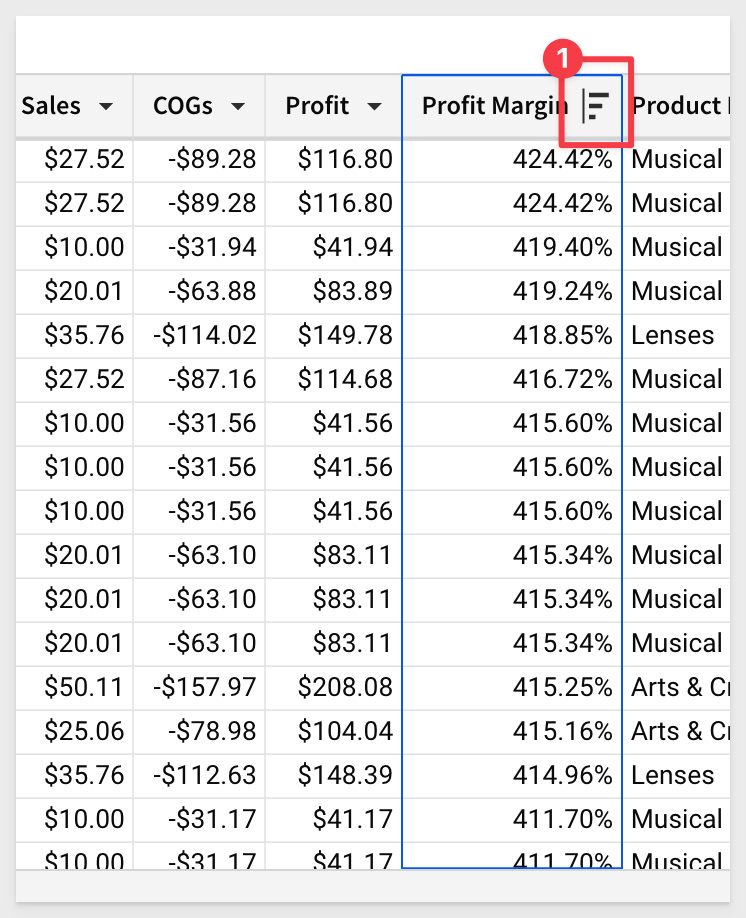 1
Sales COGs Profit Profit Margin Product
$27.52 -$89.28 $116.80 424.42% Musical
$27.52 -$89.28 $116.80 424.42% Musical
$10.00 -$31.94 $41.94 419.40% Musical
$20.01 -$63.88 $83.89 419.24% Musical
$35.76 -$114.02 $149.78 418.85% Lenses
$27.52 -$87.16 $114.68 416.72% Musical
$10.00 -$31.56 $41.56 415.60% Musical
$10.00 -$31.56 $41.56 415.60% Musical
$10.00 -$31.56 $41.56 415.60% Musical
$20.01 -$63.10 $83.11 415.34% Musical
$20.01 -$63.10 $83.11 415.34% Musical
$20.01 -$63.10 $83.11 415.34% Musical
$50.11 -$157.97 $208.08 415.25% Arts & Cr
$25.06 -$78.98 $104.04 415.16% Arts & Cr
$35.76 -$112.63 $148.39 414.96% Lenses
$10.00 -$31.17 $41.17 411.70% Musical
$10.00 -$31.17 $41.17 411.70% Musical